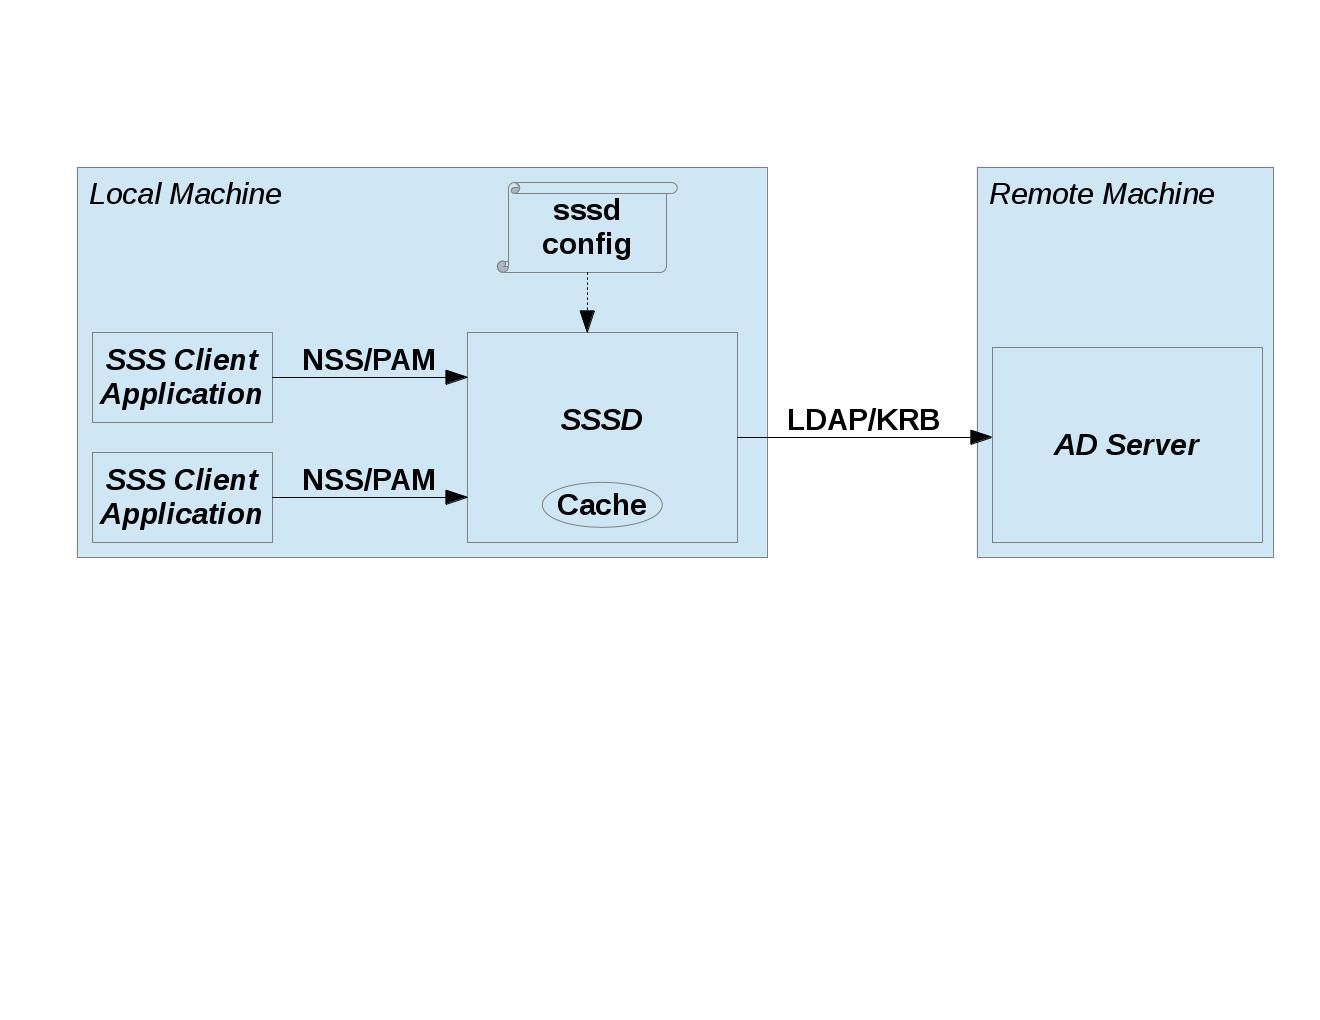 Local Machine
sssd
config
SSS Client
Application
NSS/PAM
SSS Client
Application
NSS/PAM
SSSD
Cache
LDAP/KRB
Remote Machine
AD Server